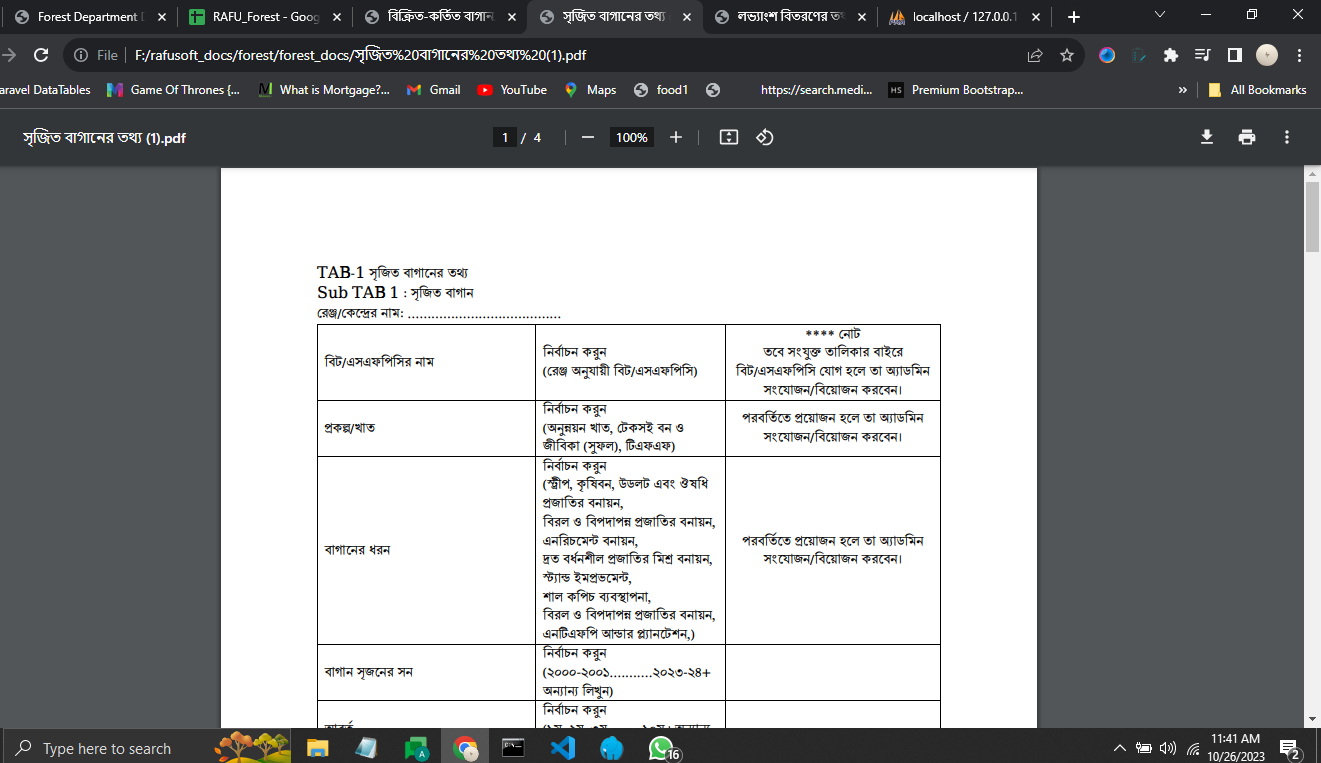 Forest Department D
RAFU_Forest - Goog
বিক্রিত-কর্তিত বাগান
সৃজিত বাগানের তথ্য
লভ্যাংশ বিতরণের ত
localhost / 127.0.0.1
File
F:/rafusoft_docs/forest/forest_docs/সৃজিত%20বাগানের%20তথ্য%20(1).pdf
aravel DataTables
Game Of Thrones {...
What is Mortgage?...
Gmail
YouTube
Maps
food1
https://search.medi...
HS
Premium Bootstrap...
»
All Bookmarks
সৃজিত বাগানের তথ্য (1).pdf
1 / 4
100%
TAB-1 সৃজিত বাগানের তথ্য
Sub TAB 1 : সৃজিত বাগান
রেঞ্জ/কেন্দ্রের নাম: .......................................
বিট/এসএফপিসির নাম
নির্বাচন করুন
(রেঞ্জ অনুযায়ী বিট/এসএফপিসি)
**** নোট
তবে সংযুক্ত তালিকার বাইরে
বিট/এসএফপিসি যোগ হলে তা অ্যাডমিন
সংযোজন/বিয়োজন করবেন।
প্রকল্প/খাত
নির্বাচন করুন
(অনুন্নয়ন খাত, টেকসই বন ও
জীবিকা (সুফল), টিএফএফ)
পরবর্তিতে প্রয়োজন হলে তা অ্যাডমিন
সংযোজন/বিয়োজন করবেন।
বাগানের ধরন
নির্বাচন করুন
(স্ট্রীপ, কৃষিবন, উডলট এবং ঔষধি
প্রজাতির বনায়ন,
বিরল ও বিপদাপন্ন প্রজাতির বনায়ন,
এনরিচমেন্ট বনায়ন,
দ্রত বর্ধনশীল প্রজাতির মিশ্র বনায়ন,
স্ট্যান্ড ইমপ্রভমেন্ট,
শাল কপিচ ব্যবস্থাপনা,
বিরল ও বিপদাপন্ন প্রজাতির বনায়ন,
এনটিএফপি আন্ডার প্ল্যানটেশন,)
পরবর্তিতে প্রয়োজন হলে তা অ্যাডমিন
সংযোজন/বিয়োজন করবেন।
বাগান সৃজনের সন
নির্বাচন করুন
(২০০০-২০০১...........২০২৩-২৪+
অন্যান্য লিখুন)
নির্বাচন করুন
Type here to search
16
11:41 AM
10/26/2023
2